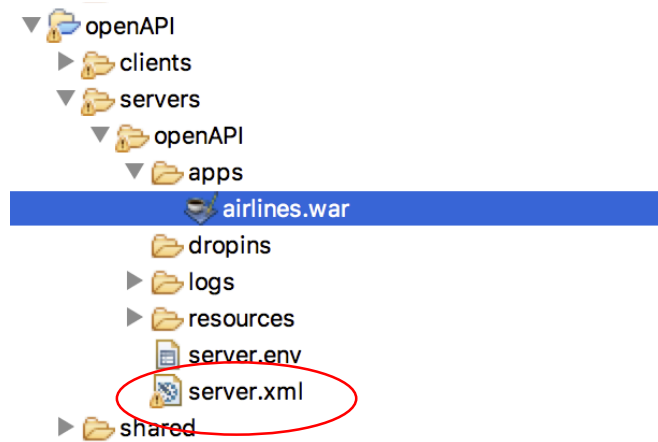 openAPI
clients
servers
openAPI
apps
airlines.war
dropins
logs
resources
server.env
server.xml
shared